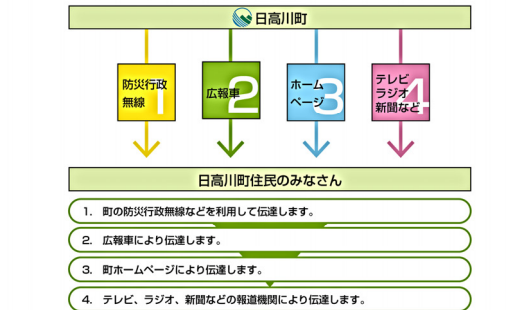 日高川町
防災行政
無線
1
広報車
2
ホーム
ページ
3
テレビ
ラジオ
新聞など
4
日高川町住民のみなさん
1. 町の防災行政無線などを利用して伝達します。
2. 広報車により伝達します。
3. 町ホームページにより伝達します。
4. テレビ、ラジオ、新聞などの報道機関により伝達します。